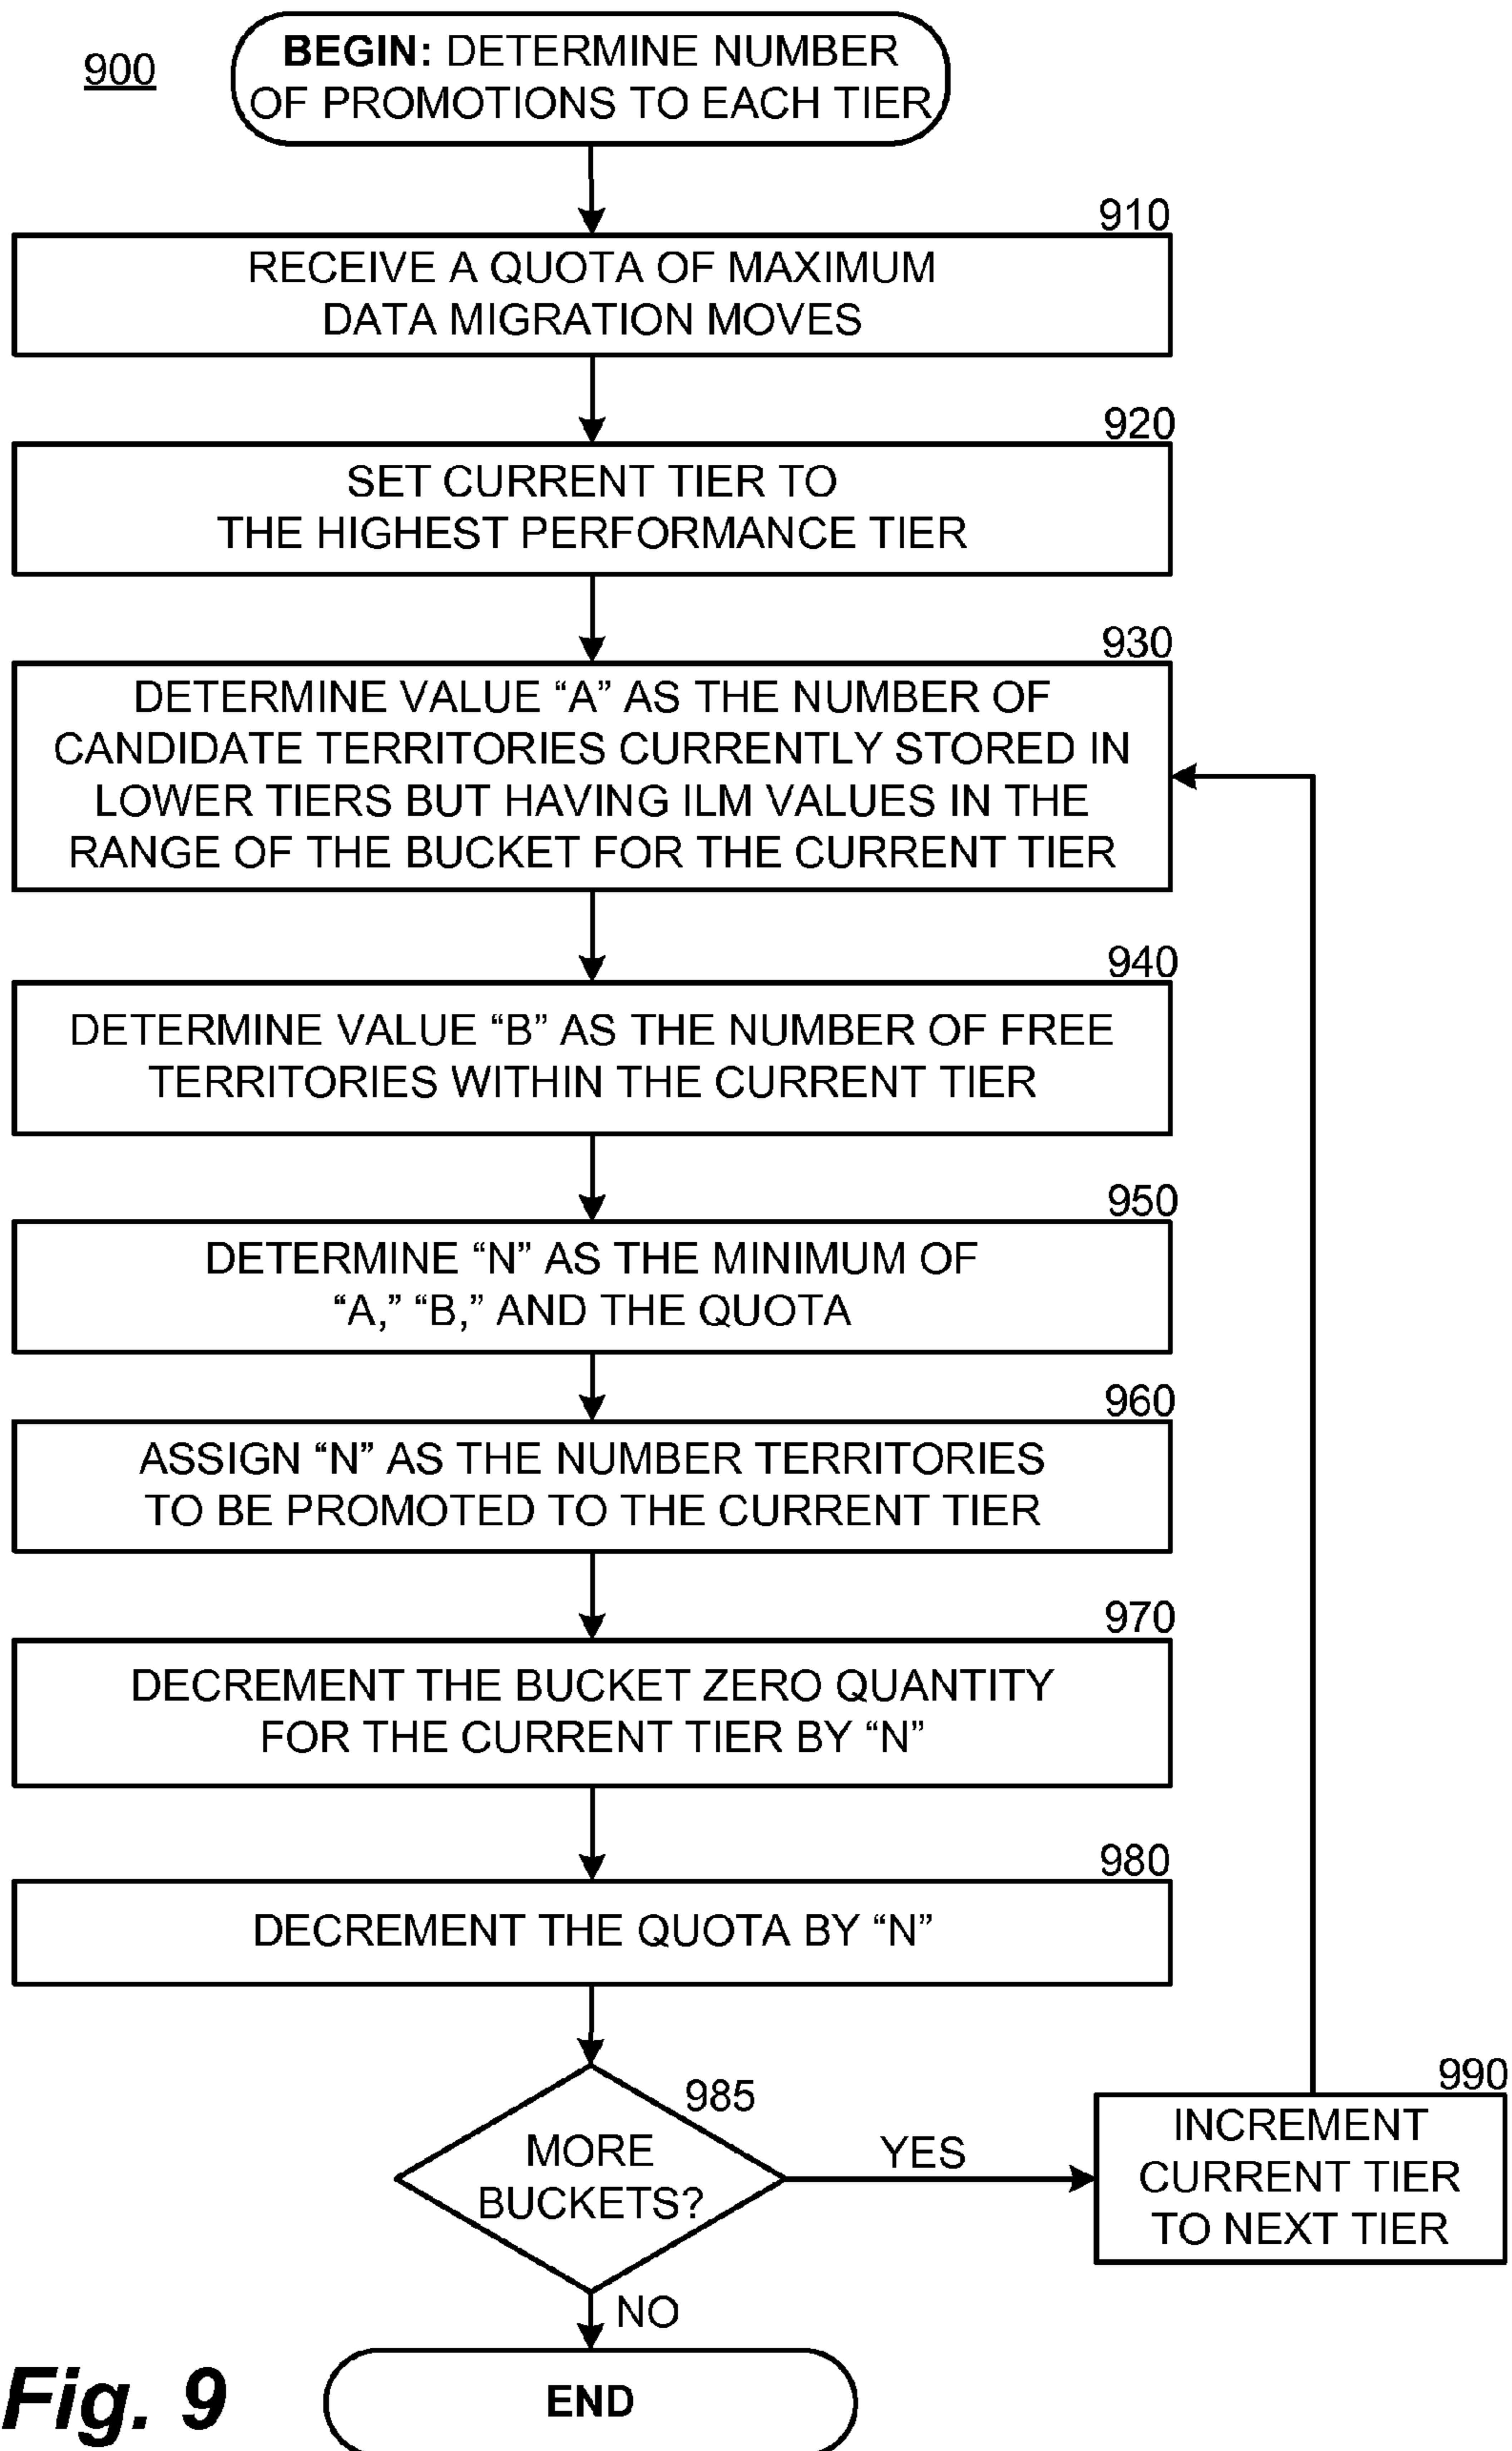 900
BEGIN: DETERMINE NUMBER
OF PROMOTIONS TO EACH TIER
910
RECEIVE A QUOTA OF MAXIMUM
DATA MIGRATION MOVES
920
SET CURRENT TIER TO
THE HIGHEST PERFORMANCE TIER
930
DETERMINE VALUE “A” AS THE NUMBER OF
CANDIDATE TERRITORIES CURRENTLY STORED IN
LOWER TIERS BUT HAVING ILM VALUES IN THE
RANGE OF THE BUCKET FOR THE CURRENT TIER
940
DETERMINE VALUE “B” AS THE NUMBER OF FREE
TERRITORIES WITHIN THE CURRENT TIER
950
DETERMINE “N” AS THE MINIMUM OF
“A,” “B,” AND THE QUOTA
960
ASSIGN “N” AS THE NUMBER TERRITORIES
TO BE PROMOTED TO THE CURRENT TIER
970
DECREMENT THE BUCKET ZERO QUANTITY
FOR THE CURRENT TIER BY “N”
980
DECREMENT THE QUOTA BY “N”
985
MORE
BUCKETS?
YES
990
INCREMENT
CURRENT TIER
TO NEXT TIER
NO
END
Fig. 9